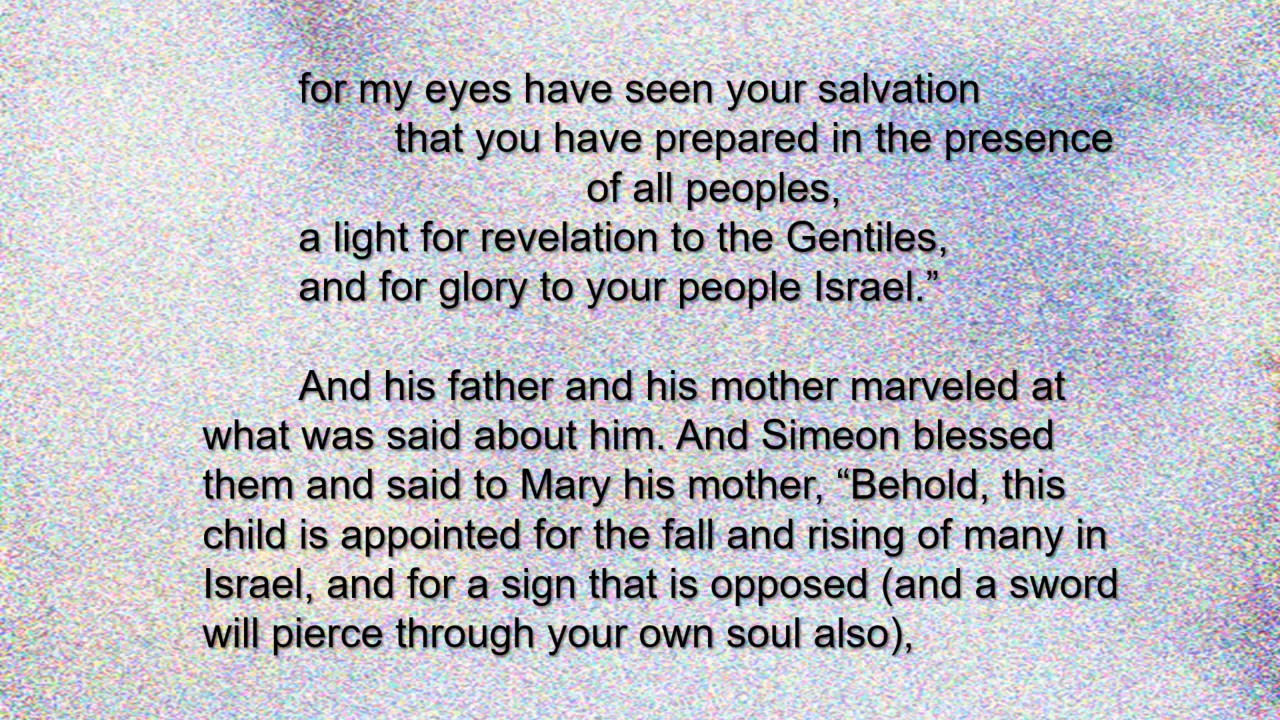 for my eyes have seen your salvation
that you have prepared in the presence
of all peoples,
a light for revelation to the Gentiles,
and for glory to your people Israel.”
And his father and his mother marveled at
what was said about him. And Simeon blessed
them and said to Mary his mother, “Behold, this
child is appointed for the fall and rising of many in
Israel, and for a sign that is opposed (and a sword
will pierce through your own soul also),